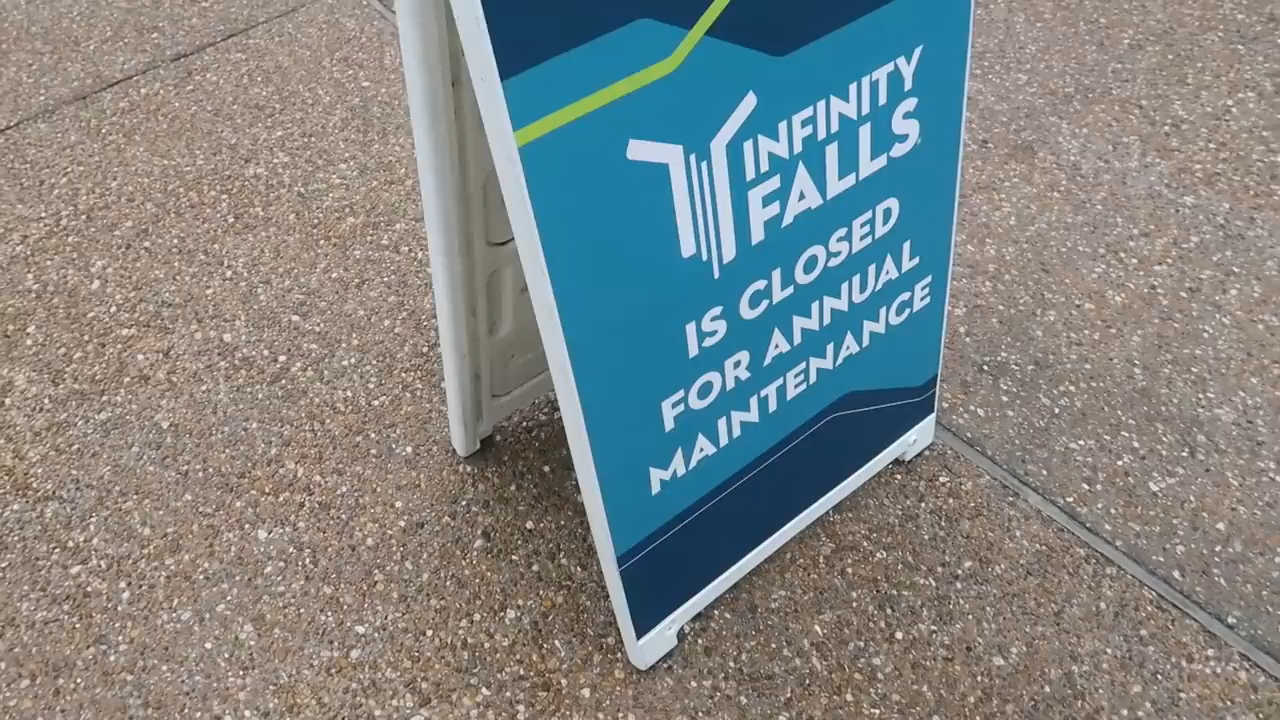 INFINITY
FALLS
IS CLOSED
FOR ANNUAL
MAINTENANCE